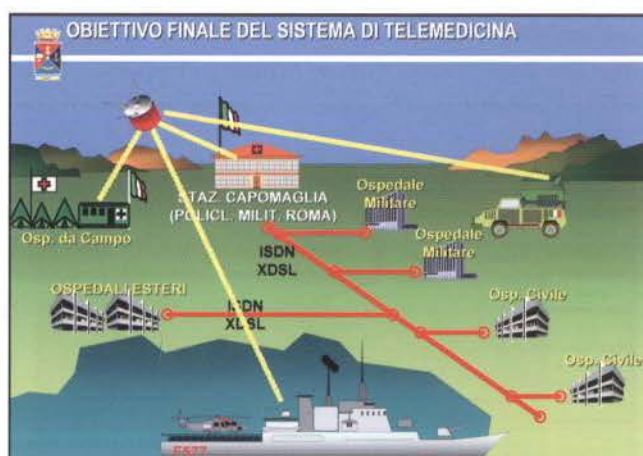 OBIETTIVO FINALE DEL SISTEMA DI TELEMEDICINA
STAZ. CAPOMAGLIA
(POLICL. MILIT. ROMA)
Ospedale
Militare
Osp. da Campo
Ospedale
Militare
ISDN
XDSL
OSPEDALI ESTERI
ISDN
XDSL
Osp. Civile
Osp. Civile
F577